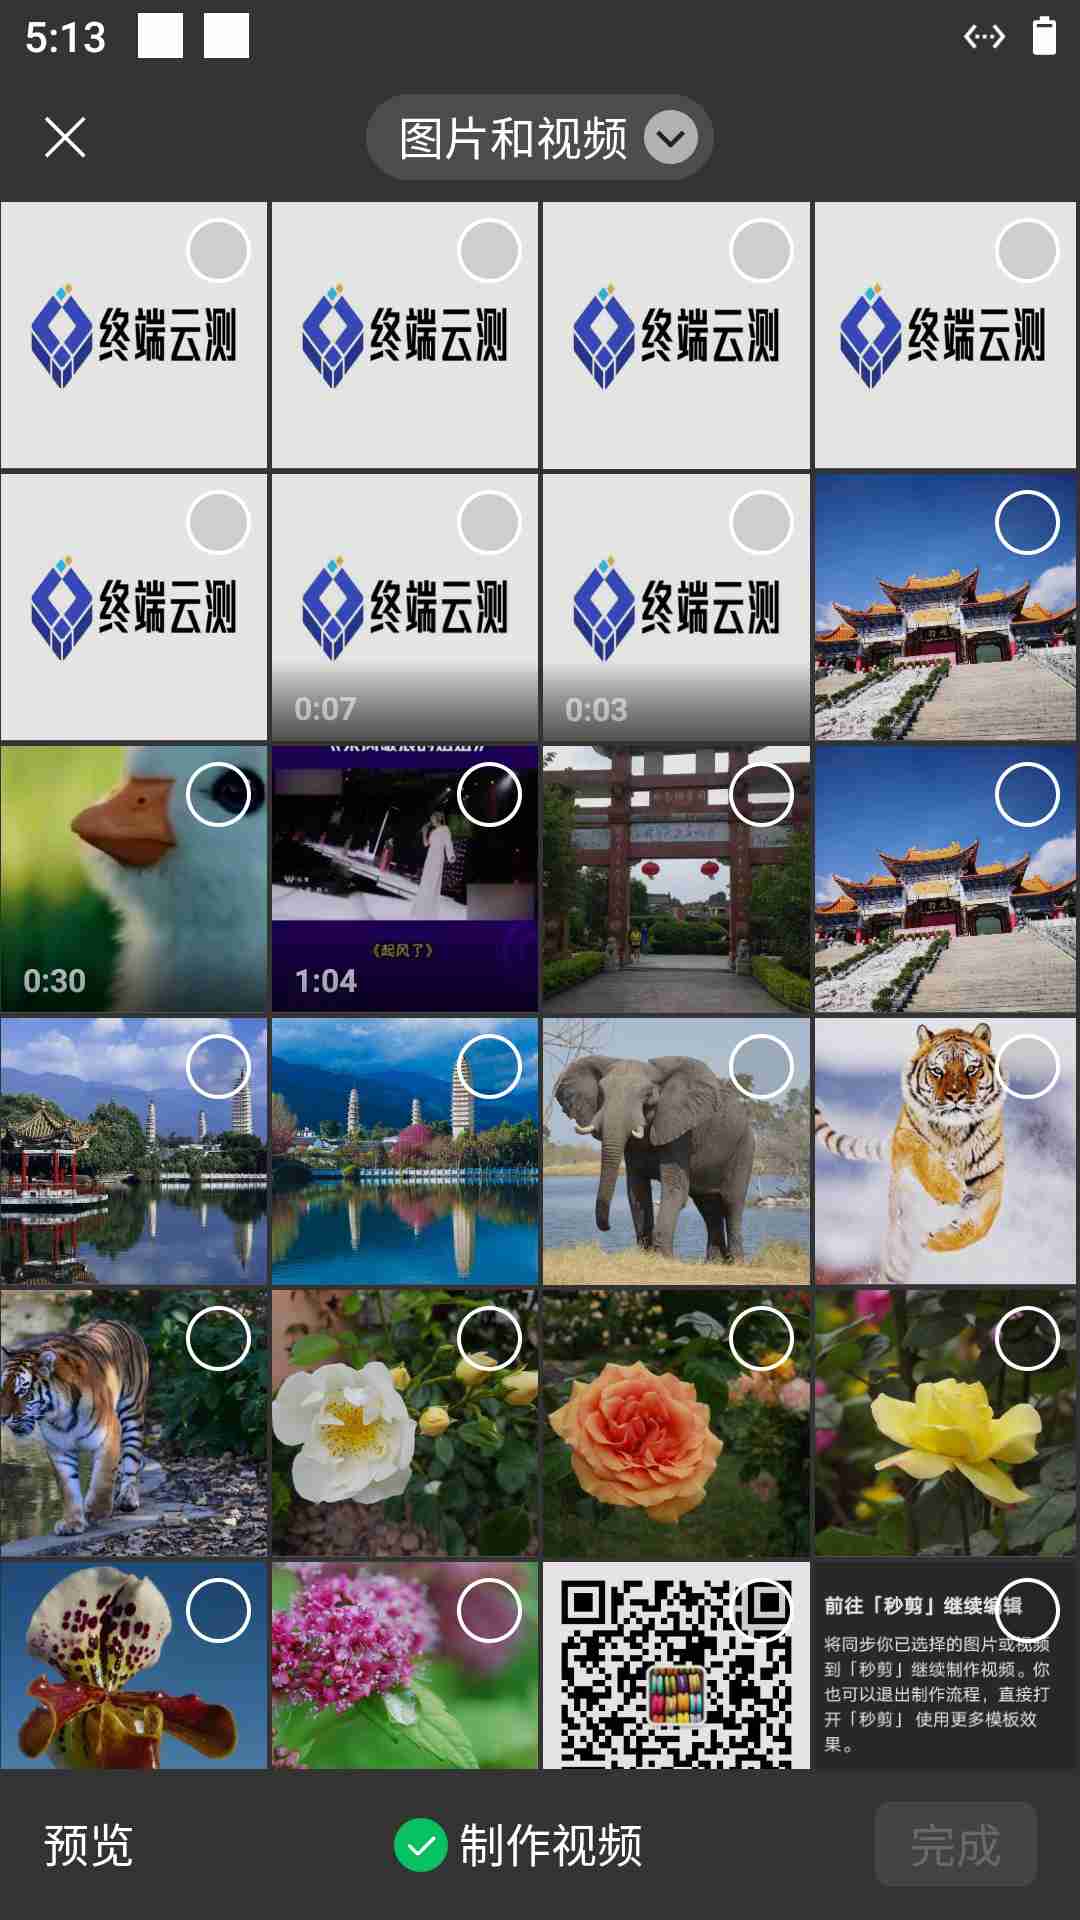 5:13
图片和视频
终端云测
终端云测
终端云测
终端云测
终端云测
终端云测
终端云测
0:07
0:03
《起风了》
0:30
1:04
前往「秒剪」继续编辑
将同步你已选择的图片或视频
到「秒剪」继续制作视频。你
也可以退出制作流程，直接打
开「秒剪」使用更多模板效
果。
预览
制作视频
完成